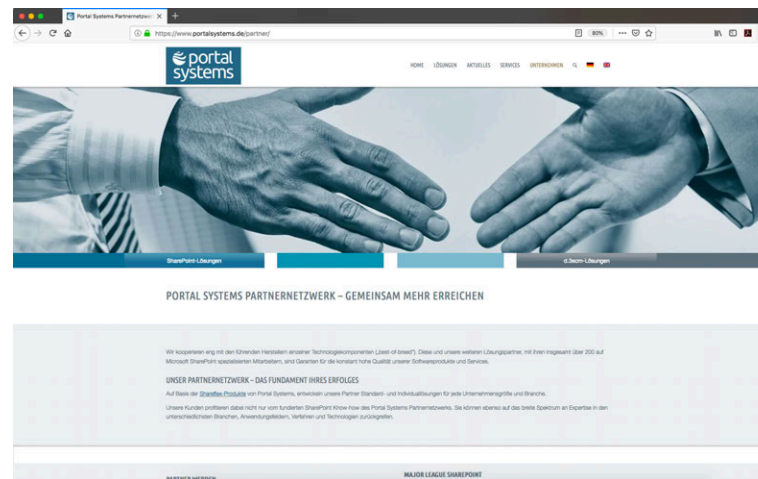 Portal Systems Partnernetzwer
https://www.portalsystems.de/partner/
80%
portal
systems
HOME LÖSUNGEN AKTUELLES SERVICES UNTERNEHMEN
SharePoint-Lösungen
d.3ecm-Lösungen
PORTAL SYSTEMS PARTNERNETZWERK – GEMEINSAM MEHR ERREICHEN
Wir kooperieren eng mit den führenden Herstellern einzelner Technologiekomponenten („best-of-breed“). Diese und unsere weiteren Lösungspartner, mit ihren insgesamt über 200 auf
Microsoft SharePoint spezialisierten Mitarbeitern, sind Garanten für die konstant hohe Qualität unserer Softwareprodukte und Services.
UNSER PARTNERNETZWERK – DAS FUNDAMENT IHRES ERFOLGES
Auf Basis der Shareflex-Produkte von Portal Systems, entwickeln unsere Partner Standard- und Individuallösungen für jede Unternehmensgröße und Branche.
Unsere Kunden profitieren dabei nicht nur vom fundierten SharePoint Know-how des Portal Systems Partnernetzwerks. Sie können ebenso auf das breite Spektrum an Expertise in den
unterschiedlichsten Branchen, Anwendungsfeldern, Verfahren und Technologien zurückgreifen.
PARTNER WERDEN
MAJOR LEAGUE SHAREPOINT